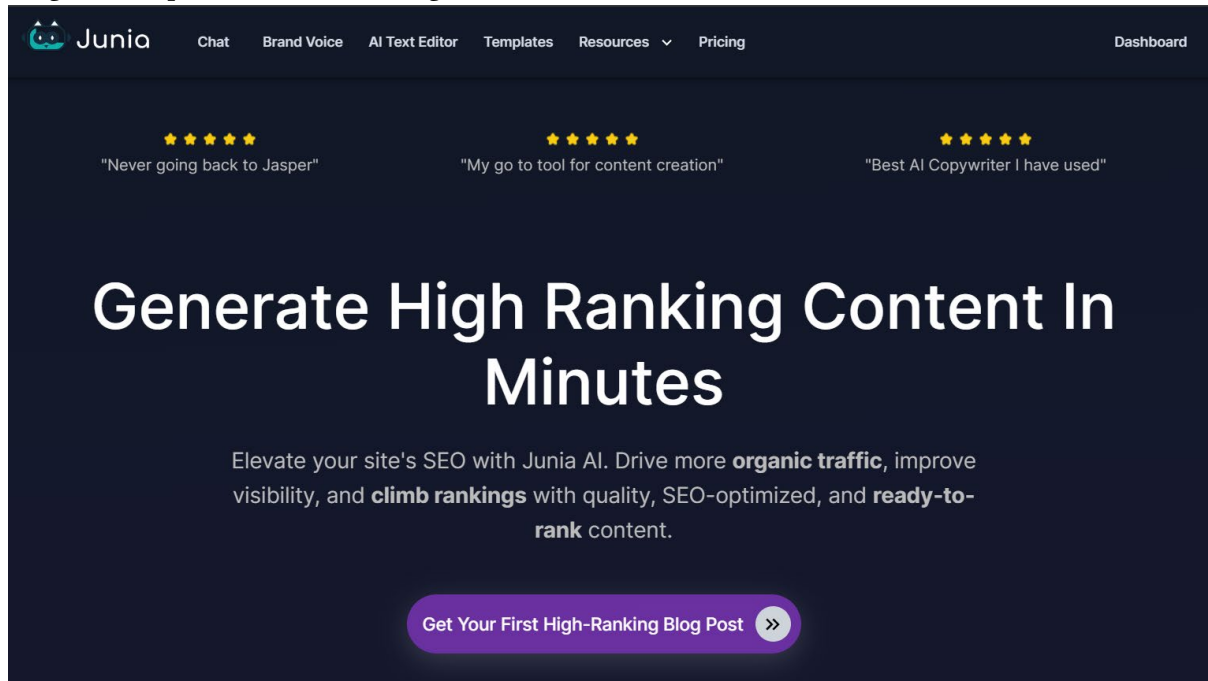 Junia Chat Brand Voice AI Text Editor Templates Resources Pricing Dashboard
"Never going back to Jasper" "My go to tool for content creation" "Best AI Copywriter I have used"
Generate High Ranking Content In
Minutes
Elevate your site's SEO with Junia AI. Drive more organic traffic, improve
visibility, and climb rankings with quality, SEO-optimized, and ready-to-
rank content.
Get Your First High-Ranking Blog Post